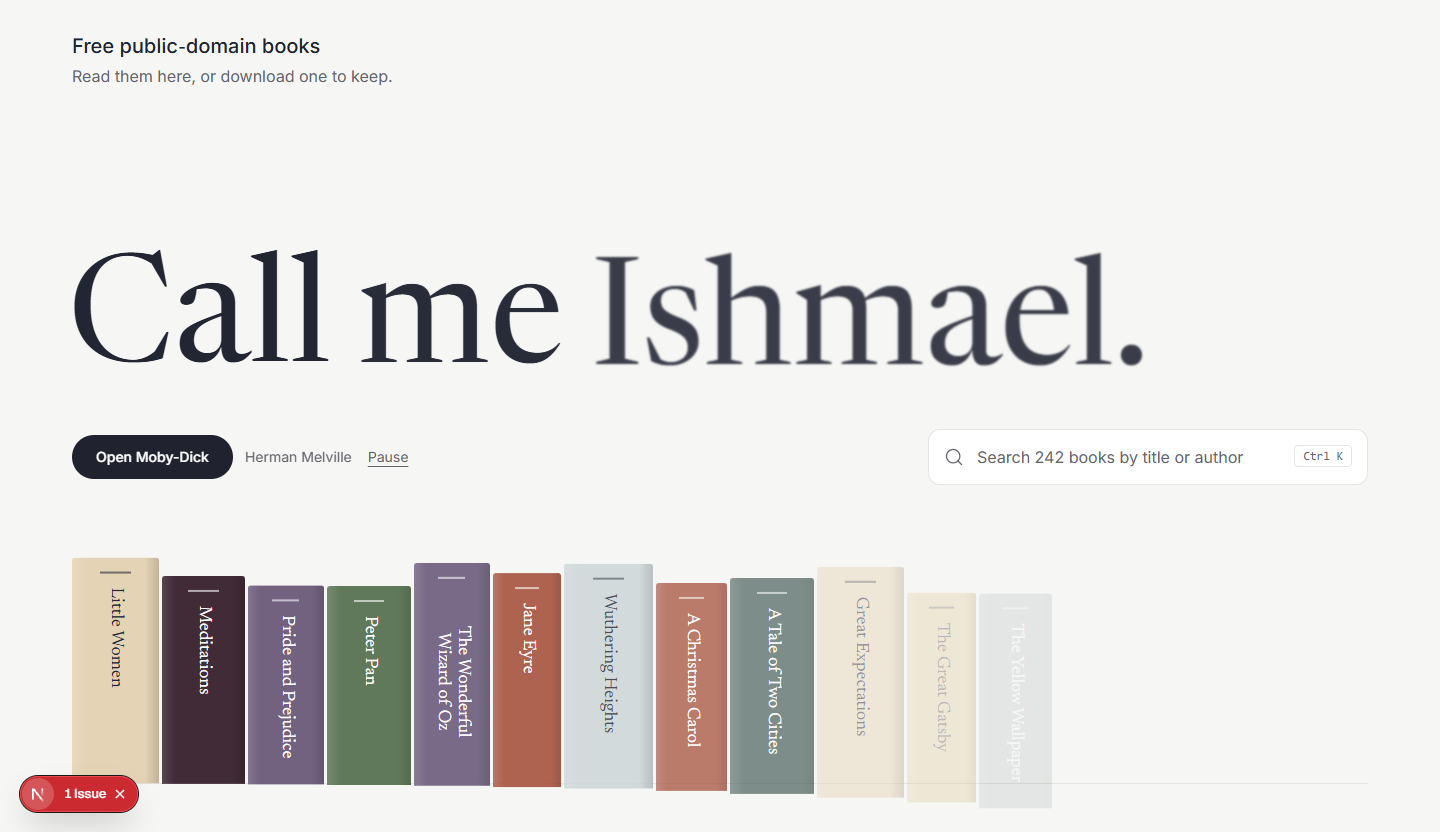 Free public-domain books
Read them here, or download one to keep.
Call me Ishmael.
Open Moby-Dick
Herman Melville
Pause
Search 242 books by title or author
Ctrl K
Little Women
Meditations
Pride and Prejudice
Peter Pan
The Wonderful
Wizard of Oz
Jane Eyre
Wuthering Heights
A Christmas Carol
A Tale of Two Cities
Great Expectations
The Great Gatsby
The Yellow Wallpaper
N
1 Issue